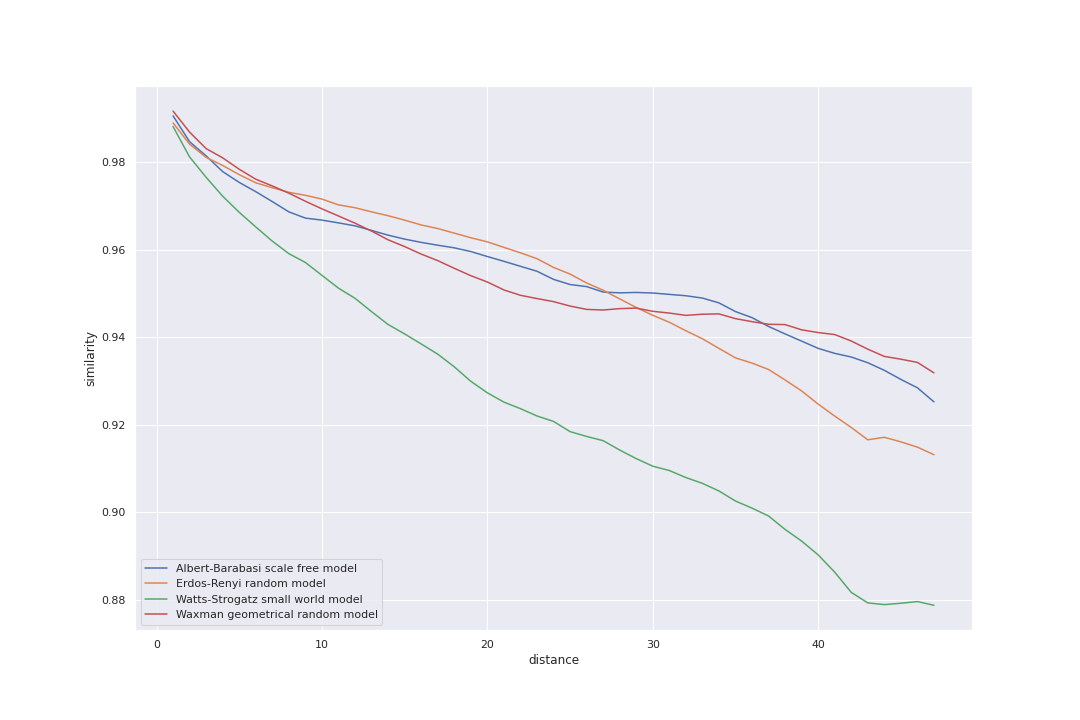 0.98
0.96
0.94
0.92
0.90
0.88
similarity
Albert-Barabasi scale free model
Erdos-Renyi random model
Watts-Strogatz small world model
Waxman geometrical random model
0 10 20 30 40
distance